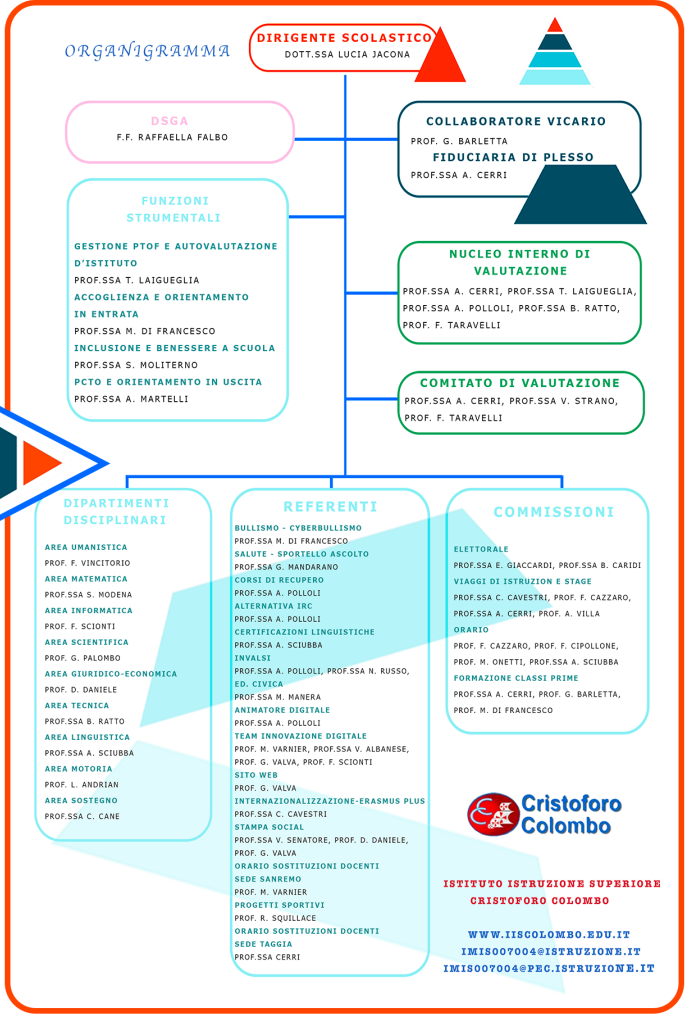 ORGANIGRAMMA
DIRIGENTE SCOLASTICO
DOTT.SSA LUCIA JACONA
DSGA
F.F. RAFFAELLA FALBO
COLLABORATORE VICARIO
PROF. G. BARLETTA
FIDUCIARIA DI PLESSO
PROF.SSA A. CERRI
FUNZIONI
STRUMENTALI
GESTIONE PTOF E AUTOVALUTAZIONE
D'ISTITUTO
PROF.SSA T. LAIGUEGLIA
ACCOGLIENZA E ORIENTAMENTO
IN ENTRATA
PROF.SSA M. DI FRANCESCO
INCLUSIONE E BENESSERE A SCUOLA
PROF.SSA S. MOLITERNO
PCTO E ORIENTAMENTO IN USCITA
PROF.SSA A. MARTELLI
NUCLEO INTERNO DI
VALUTAZIONE
PROF.SSA A. CERRI, PROF.SSA T. LAIGUEGLIA,
PROF.SSA A. POLLOLI, PROF.SSA B. RATTO,
PROF. F. TARAVELLI
COMITATO DI VALUTAZIONE
PROF.SSA A. CERRI, PROF.SSA V. STRANO,
PROF. F. TARAVELLI
DIPARTIMENTI
DISCIPLINARI
AREA UMANISTICA
PROF. F. VINCITORIO
AREA MATEMATICA
PROF.SSA S. MODENA
AREA INFORMATICA
PROF. F. SCIONTI
AREA SCIENTIFICA
PROF. G. PALOMBO
AREA GIURIDICO-ECONOMICA
PROF. D. DANIELE
AREA TECNICA
PROF.SSA B. RATTO
AREA LINGUISTICA
PROF.SSA A. SCIUBBA
AREA MOTORIA
PROF. L. ANDRIAN
AREA SOSTEGNO
PROF.SSA C. CANE
REFERENTI
BULLISMO - CYBERBULLISMO
PROF.SSA M. DI FRANCESCO
SALUTE - SPORTELLO ASCOLTO
PROF.SSA G. MANDARANO
CORSI DI RECUPERO
PROF.SSA A. POLLOLI
ALTERNATIVA IRC
PROF.SSA A. POLLOLI
CERTIFICAZIONI LINGUISTICHE
PROF.SSA A. SCIUBBA
INVALSI
PROF.SSA A. POLLOLI, PROF.SSA N. RUSSO,
ED. CIVICA
PROF.SSA M. MANERA
ANIMATORE DIGITALE
PROF.SSA A. POLLOLI
TEAM INNOVAZIONE DIGITALE
PROF. M. VARNIER, PROF.SSA V. ALBANESE,
PROF. G. VALVA, PROF. F. SCIONTI
SITO WEB
PROF. G. VALVA
INTERNAZIONALIZZAZIONE-ERASMUS PLUS
PROF.SSA C. CAVESTRI
STAMPA SOCIAL
PROF.SSA V. SENATORE, PROF. D. DANIELE,
PROF. G. VALVA
ORARIO SOSTITUZIONI DOCENTI
SEDE SANREMO
PROF. M. VARNIER
PROGETTI SPORTIVI
PROF. R. SQUILLACE
ORARIO SOSTITUZIONI DOCENTI
SEDE TAGGIA
PROF.SSA CERRI
COMMISSIONI
ELETTORALE
PROF.SSA E. GIACCARDI, PROF.SSA B. CARIDI
VIAGGI DI ISTRUZION E STAGE
PROF.SSA C. CAVESTRI, PROF. F. CAZZARO,
PROF.SSA A. CERRI, PROF. A. VILLA
ORARIO
PROF. F. CAZZARO, PROF. F. CIPOLLONE,
PROF. M. ONETTI, PROF.SSA A. SCIUBBA
FORMAZIONE CLASSI PRIME
PROF.SSA A. CERRI, PROF. G. BARLETTA,
PROF. M. DI FRANCESCO
Cristoforo
Colombo
ISTITUTO ISTRUZIONE SUPERIORE
CRISTOFORO COLOMBO
WWW.IISCOLOMBO.EDU.IT
IMIS007004@ISTRUZIONE.IT
IMIS007004@PEC.ISTRUZIONE.IT